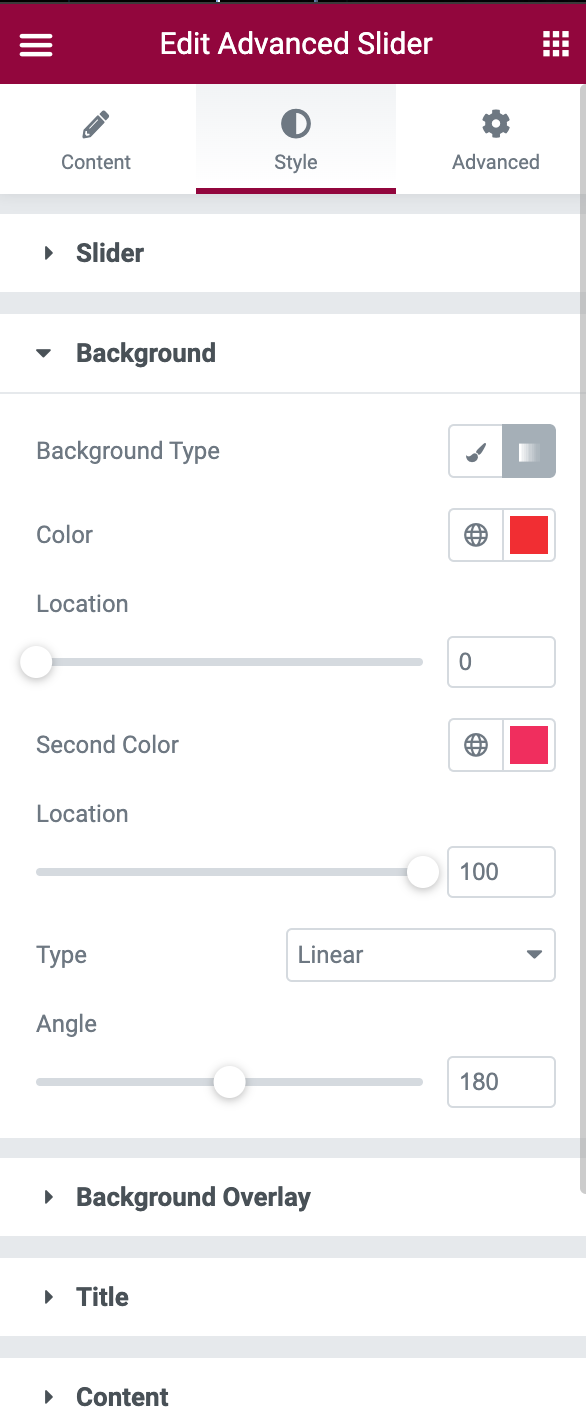 Edit Advanced Slider
Content
Style
Advanced
Slider
Background
Background Type
Color
Location
0
Second Color
Location
100
Type
Linear
Angle
180
Background Overlay
Title
Content